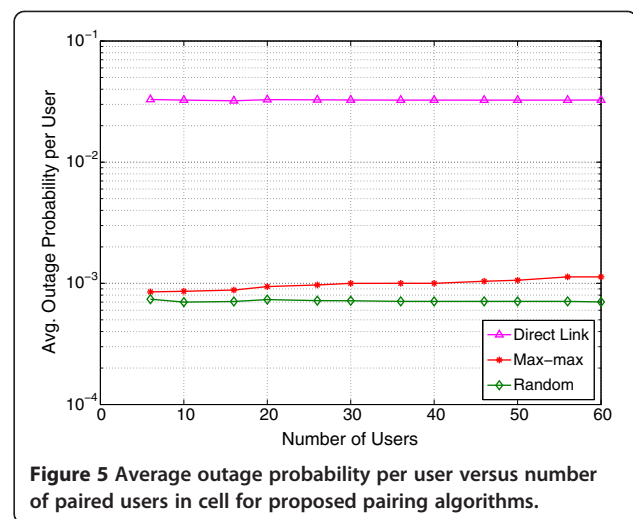 10⁻¹
10⁻²
10⁻³
10⁻⁴
Avg. Outage Probability per User
0 10 20 30 40 50 60
Number of Users
Direct Link
Max−max
Random
Figure 5 Average outage probability per user versus number
of paired users in cell for proposed pairing algorithms.